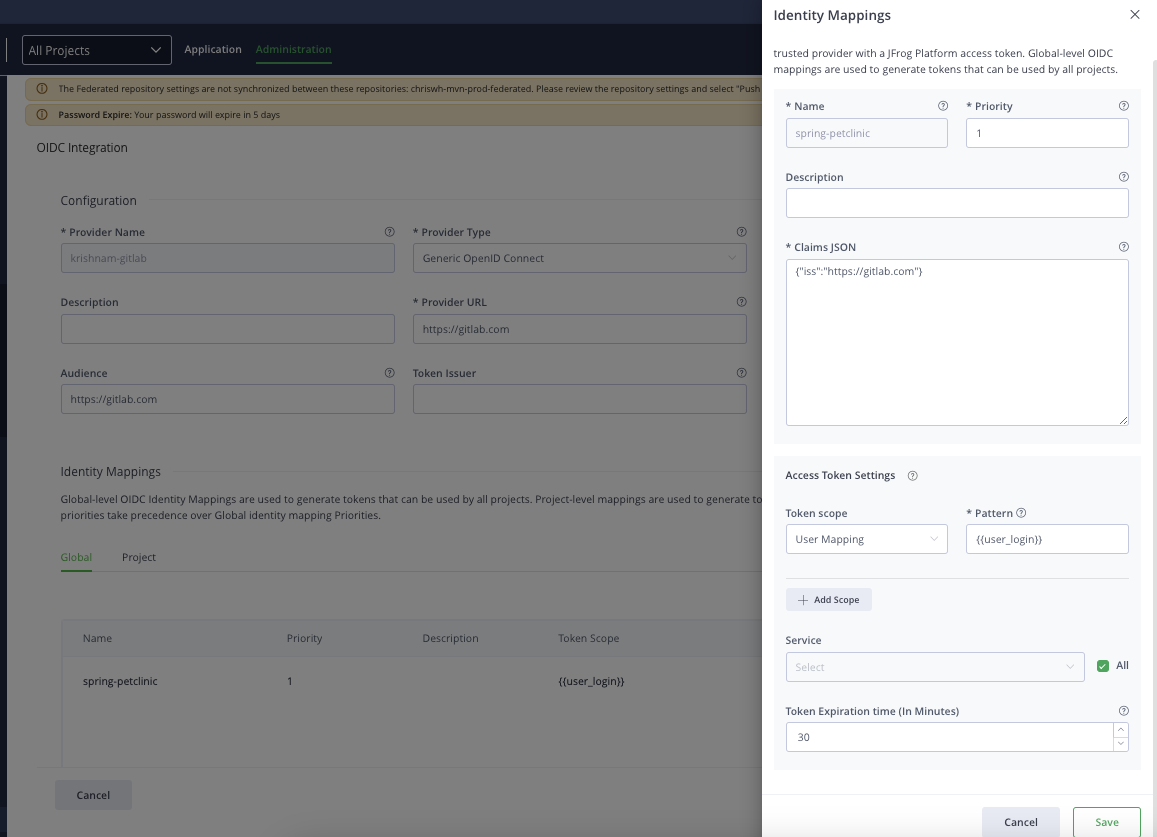 All Projects
Application
Administration
The Federated repository settings are not synchronized between these repositories: chriswh-mvn-prod-federated. Please review the repository settings and select "Push
Password Expire: Your password will expire in 5 days
OIDC Integration
Configuration
* Provider Name
* Provider Type
krishnam-gitlab
Generic OpenID Connect
Description
* Provider URL
https://gitlab.com
Audience
Token Issuer
https://gitlab.com
Identity Mappings
Global-level OIDC Identity Mappings are used to generate tokens that can be used by all projects. Project-level mappings are used to generate to
priorities take precedence over Global identity mapping Priorities.
Global
Project
Name
Priority
Description
Token Scope
spring-petclinic
1
{{user_login}}
Cancel
Identity Mappings
trusted provider with a JFrog Platform access token. Global-level OIDC
mappings are used to generate tokens that can be used by all projects.
* Name
* Priority
spring-petclinic
1
Description
* Claims JSON
{"iss":"https://gitlab.com"}
Access Token Settings
Token scope
* Pattern
User Mapping
{{user_login}}
Add Scope
Service
Select
All
Token Expiration time (In Minutes)
30
Cancel
Save